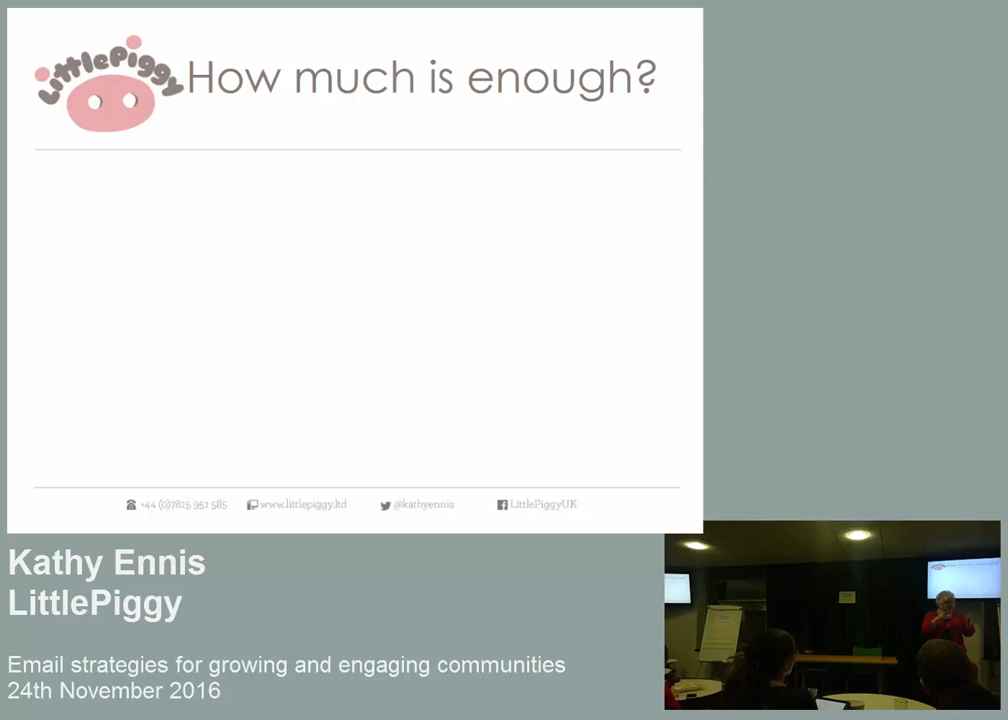 LittlePiggy
How much is enough?
+44 (0)7815 951 585
www.littlepiggy.ltd
@kathyennis
LittlePiggyUK
Kathy Ennis
LittlePiggy
Email strategies for growing and engaging communities
24th November 2016